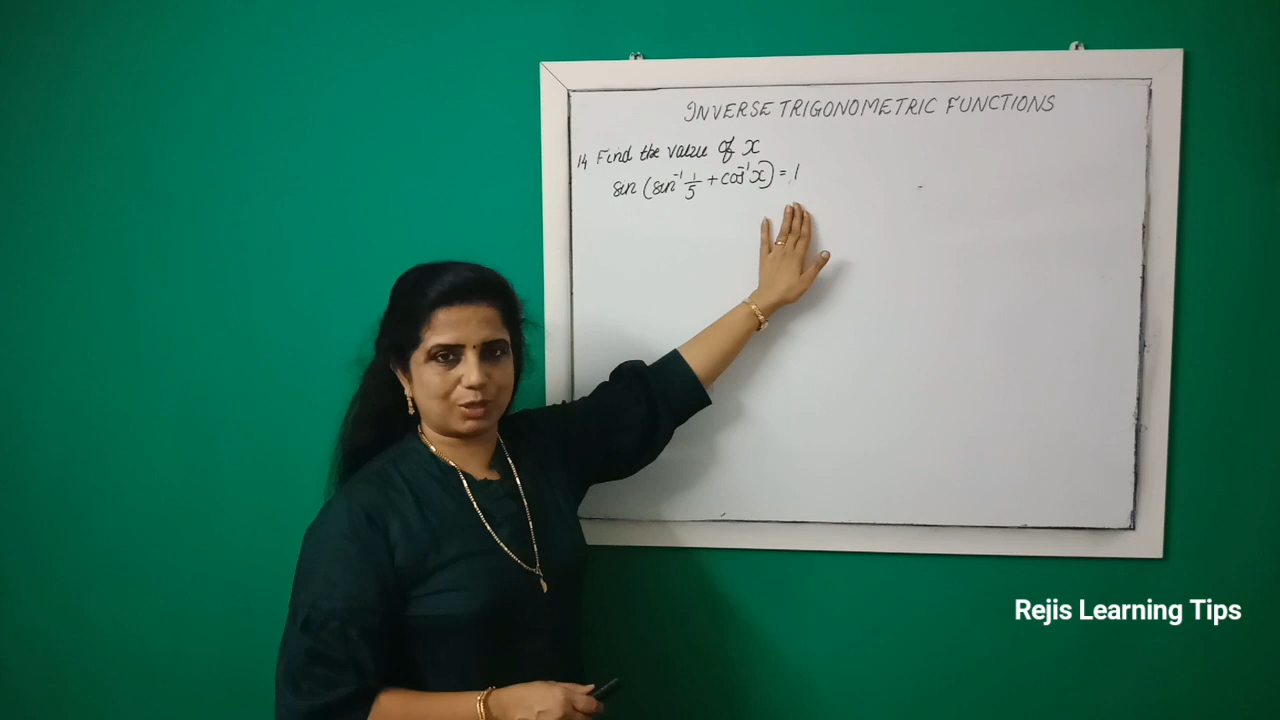 INVERSE TRIGONOMETRIC FUNCTIONS
14 Find the value of x
sin (sin⁻¹ 1/5 + cos⁻¹ x) = 1
Rejis Learning Tips